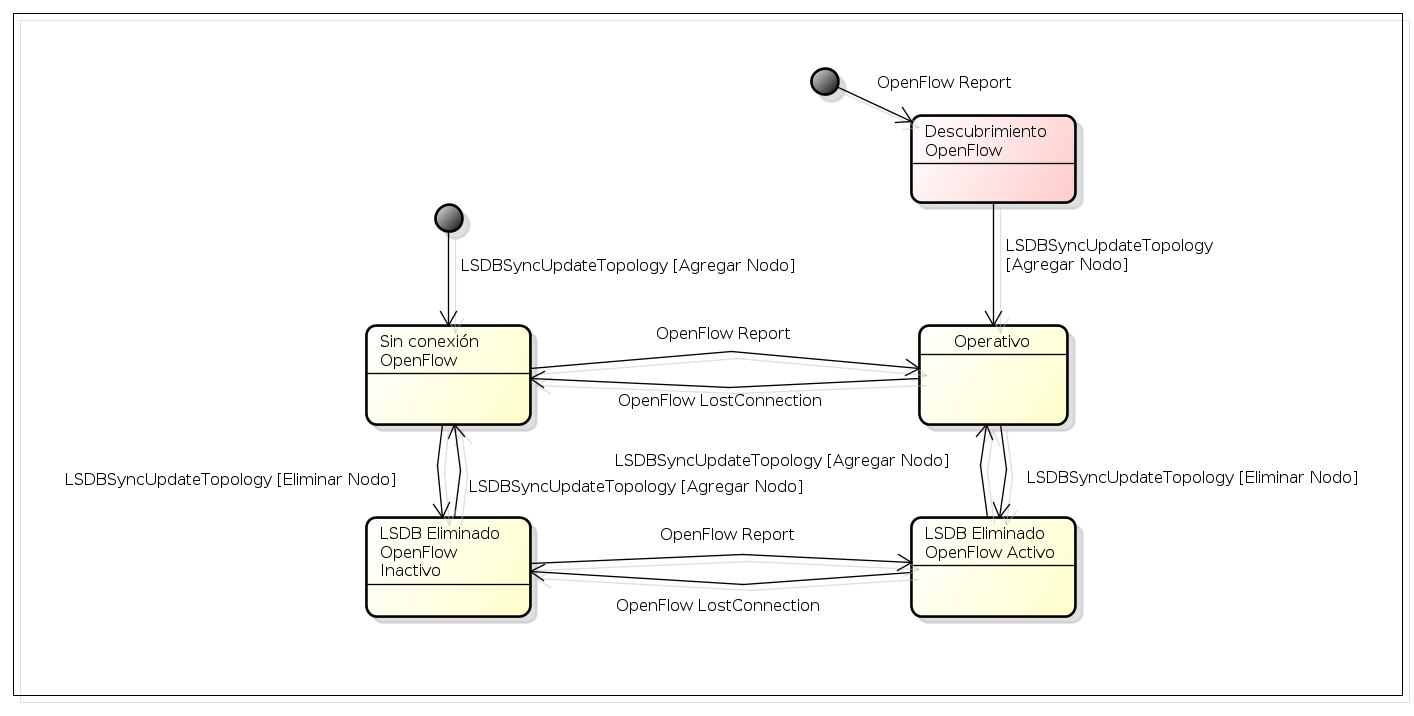 OpenFlow Report
Descubrimiento
OpenFlow
LSDBSyncUpdateTopology
[Agregar Nodo]
LSDBSyncUpdateTopology [Agregar Nodo]
Sin conexión
OpenFlow
OpenFlow Report
Operativo
OpenFlow LostConnection
LSDBSyncUpdateTopology [Eliminar Nodo]
LSDBSyncUpdateTopology [Agregar Nodo]
LSDBSyncUpdateTopology [Agregar Nodo]
LSDBSyncUpdateTopology [Eliminar Nodo]
LSDB Eliminado
OpenFlow
Inactivo
OpenFlow Report
LSDB Eliminado
OpenFlow Activo
OpenFlow LostConnection